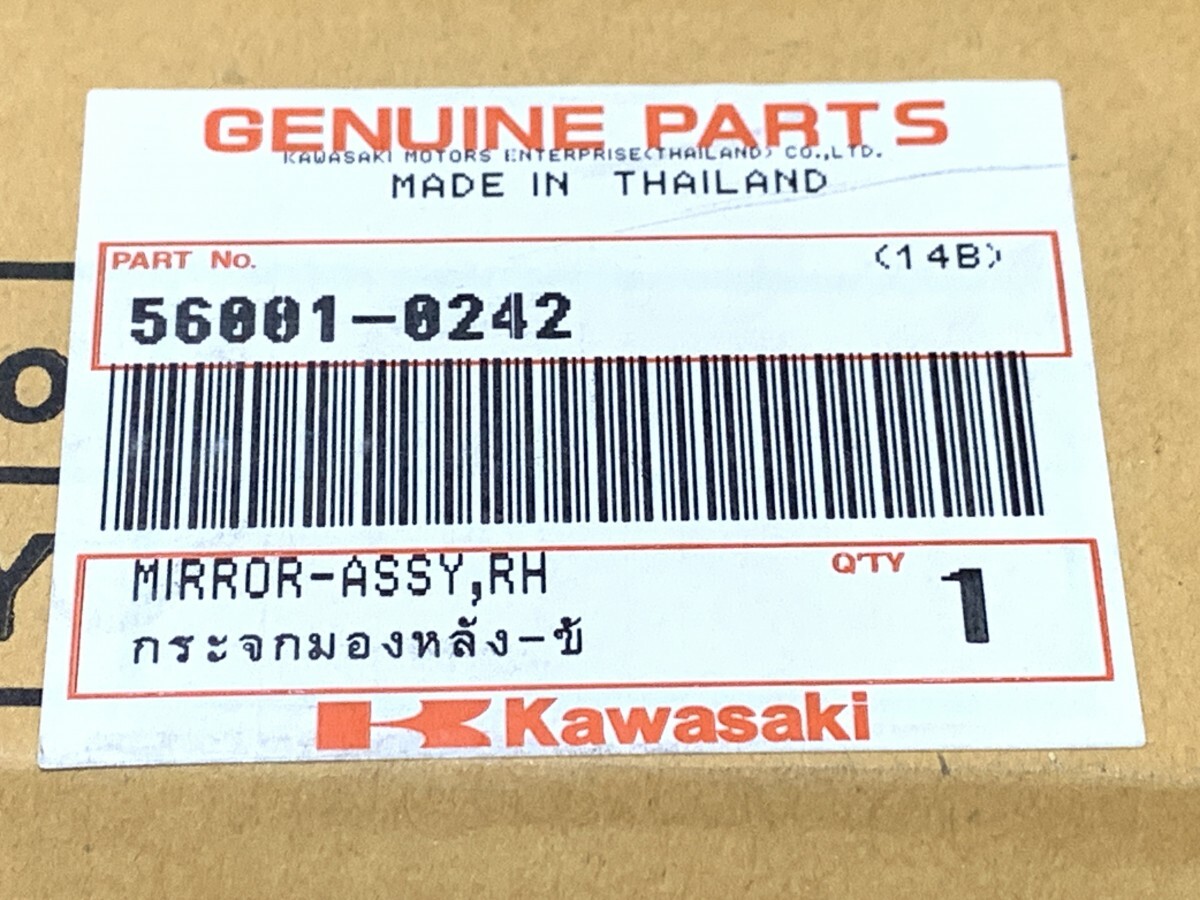 GENUINE PARTS
KAWASAKI MOTORS ENTERPRISE(THAILAND) CO.,LTD.
MADE IN THAILAND
PART No. (14B)
56001-0242
MIRROR-ASSY,RH Q'TY
กระจกมองหลัง-ข้ 1
Kawasaki
o
Y